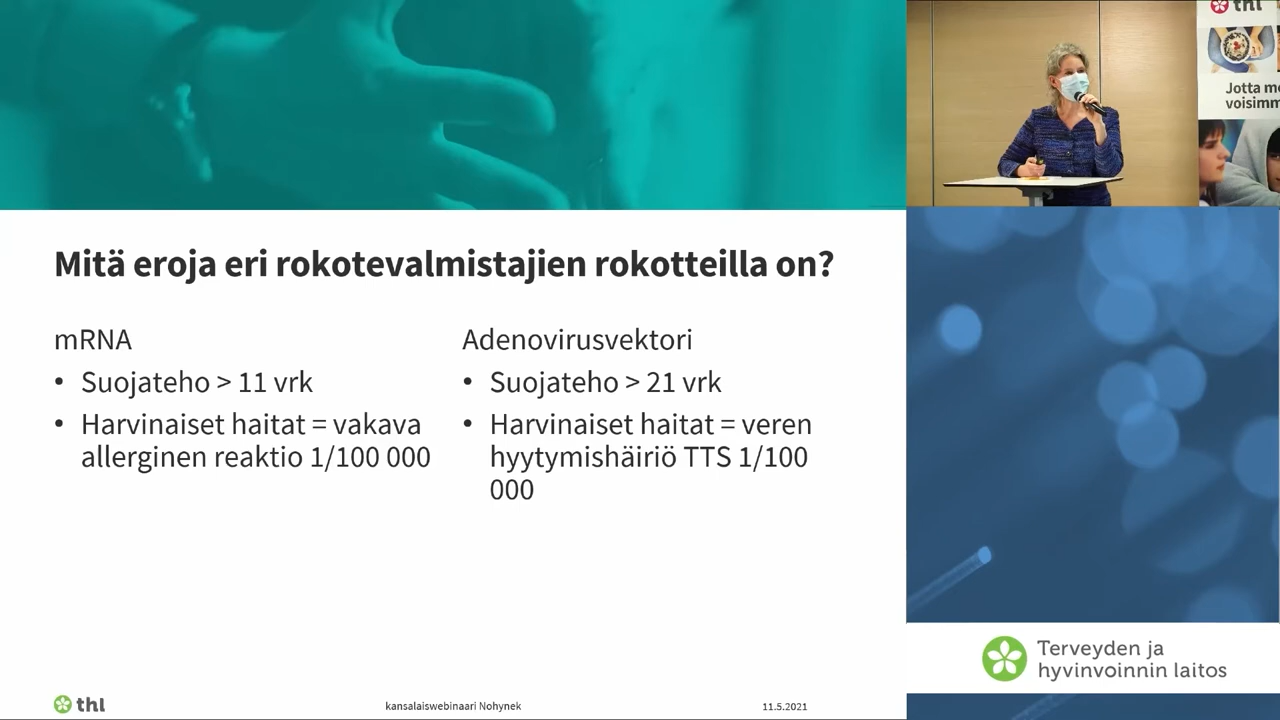 Mitä eroja eri rokotevalmistajien rokotteilla on?
mRNA
• Suojateho > 11 vrk
• Harvinaiset haitat = vakava
allerginen reaktio 1/100 000
Adenovirusvektori
• Suojateho > 21 vrk
• Harvinaiset haitat = veren
hyytymishäiriö TTS 1/100
000
thl
kansalaiswebinaari Nohynek
11.5.2021
thl
Jotta
Terveyden ja
hyvinvoinnin laitos